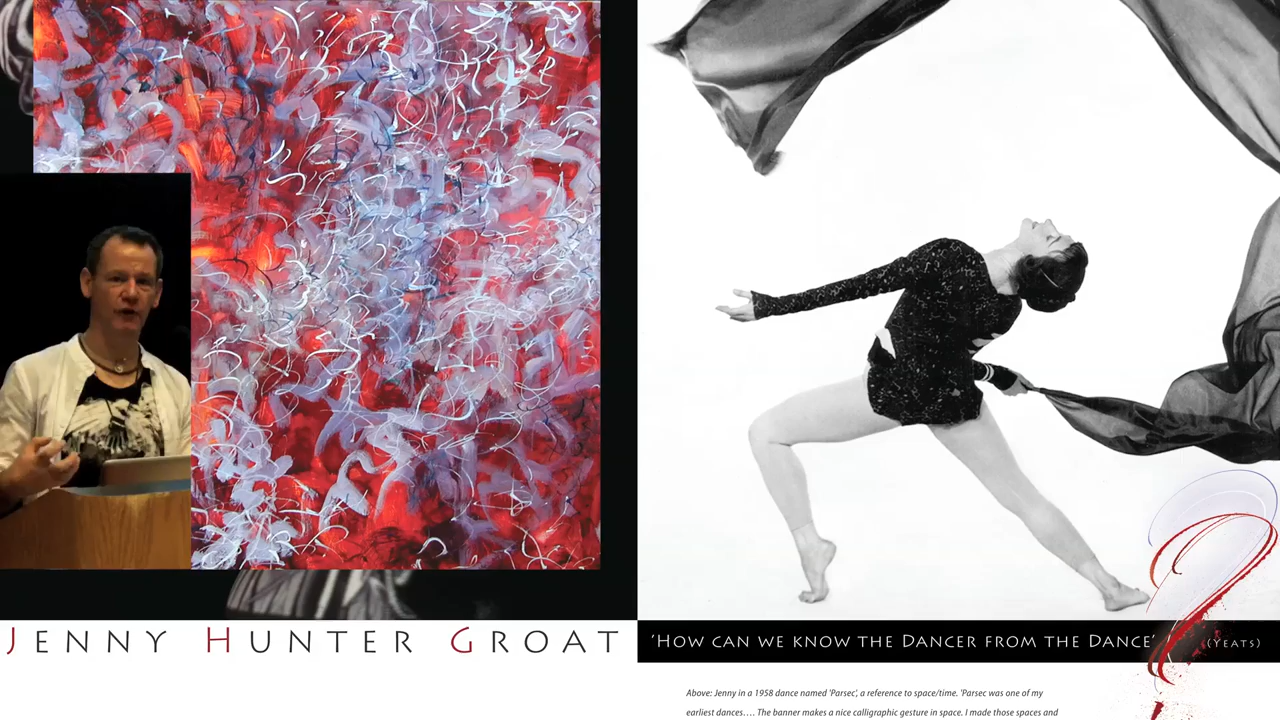 JENNY HUNTER GROAT
'HOW CAN WE KNOW THE DANCER FROM THE DANCE' (YEATS)
Above: Jenny in a 1958 dance named 'Parsec', a reference to space/time. 'Parsec was one of my
earliest dances.… The banner makes a nice calligraphic gesture in space. I made those spaces and